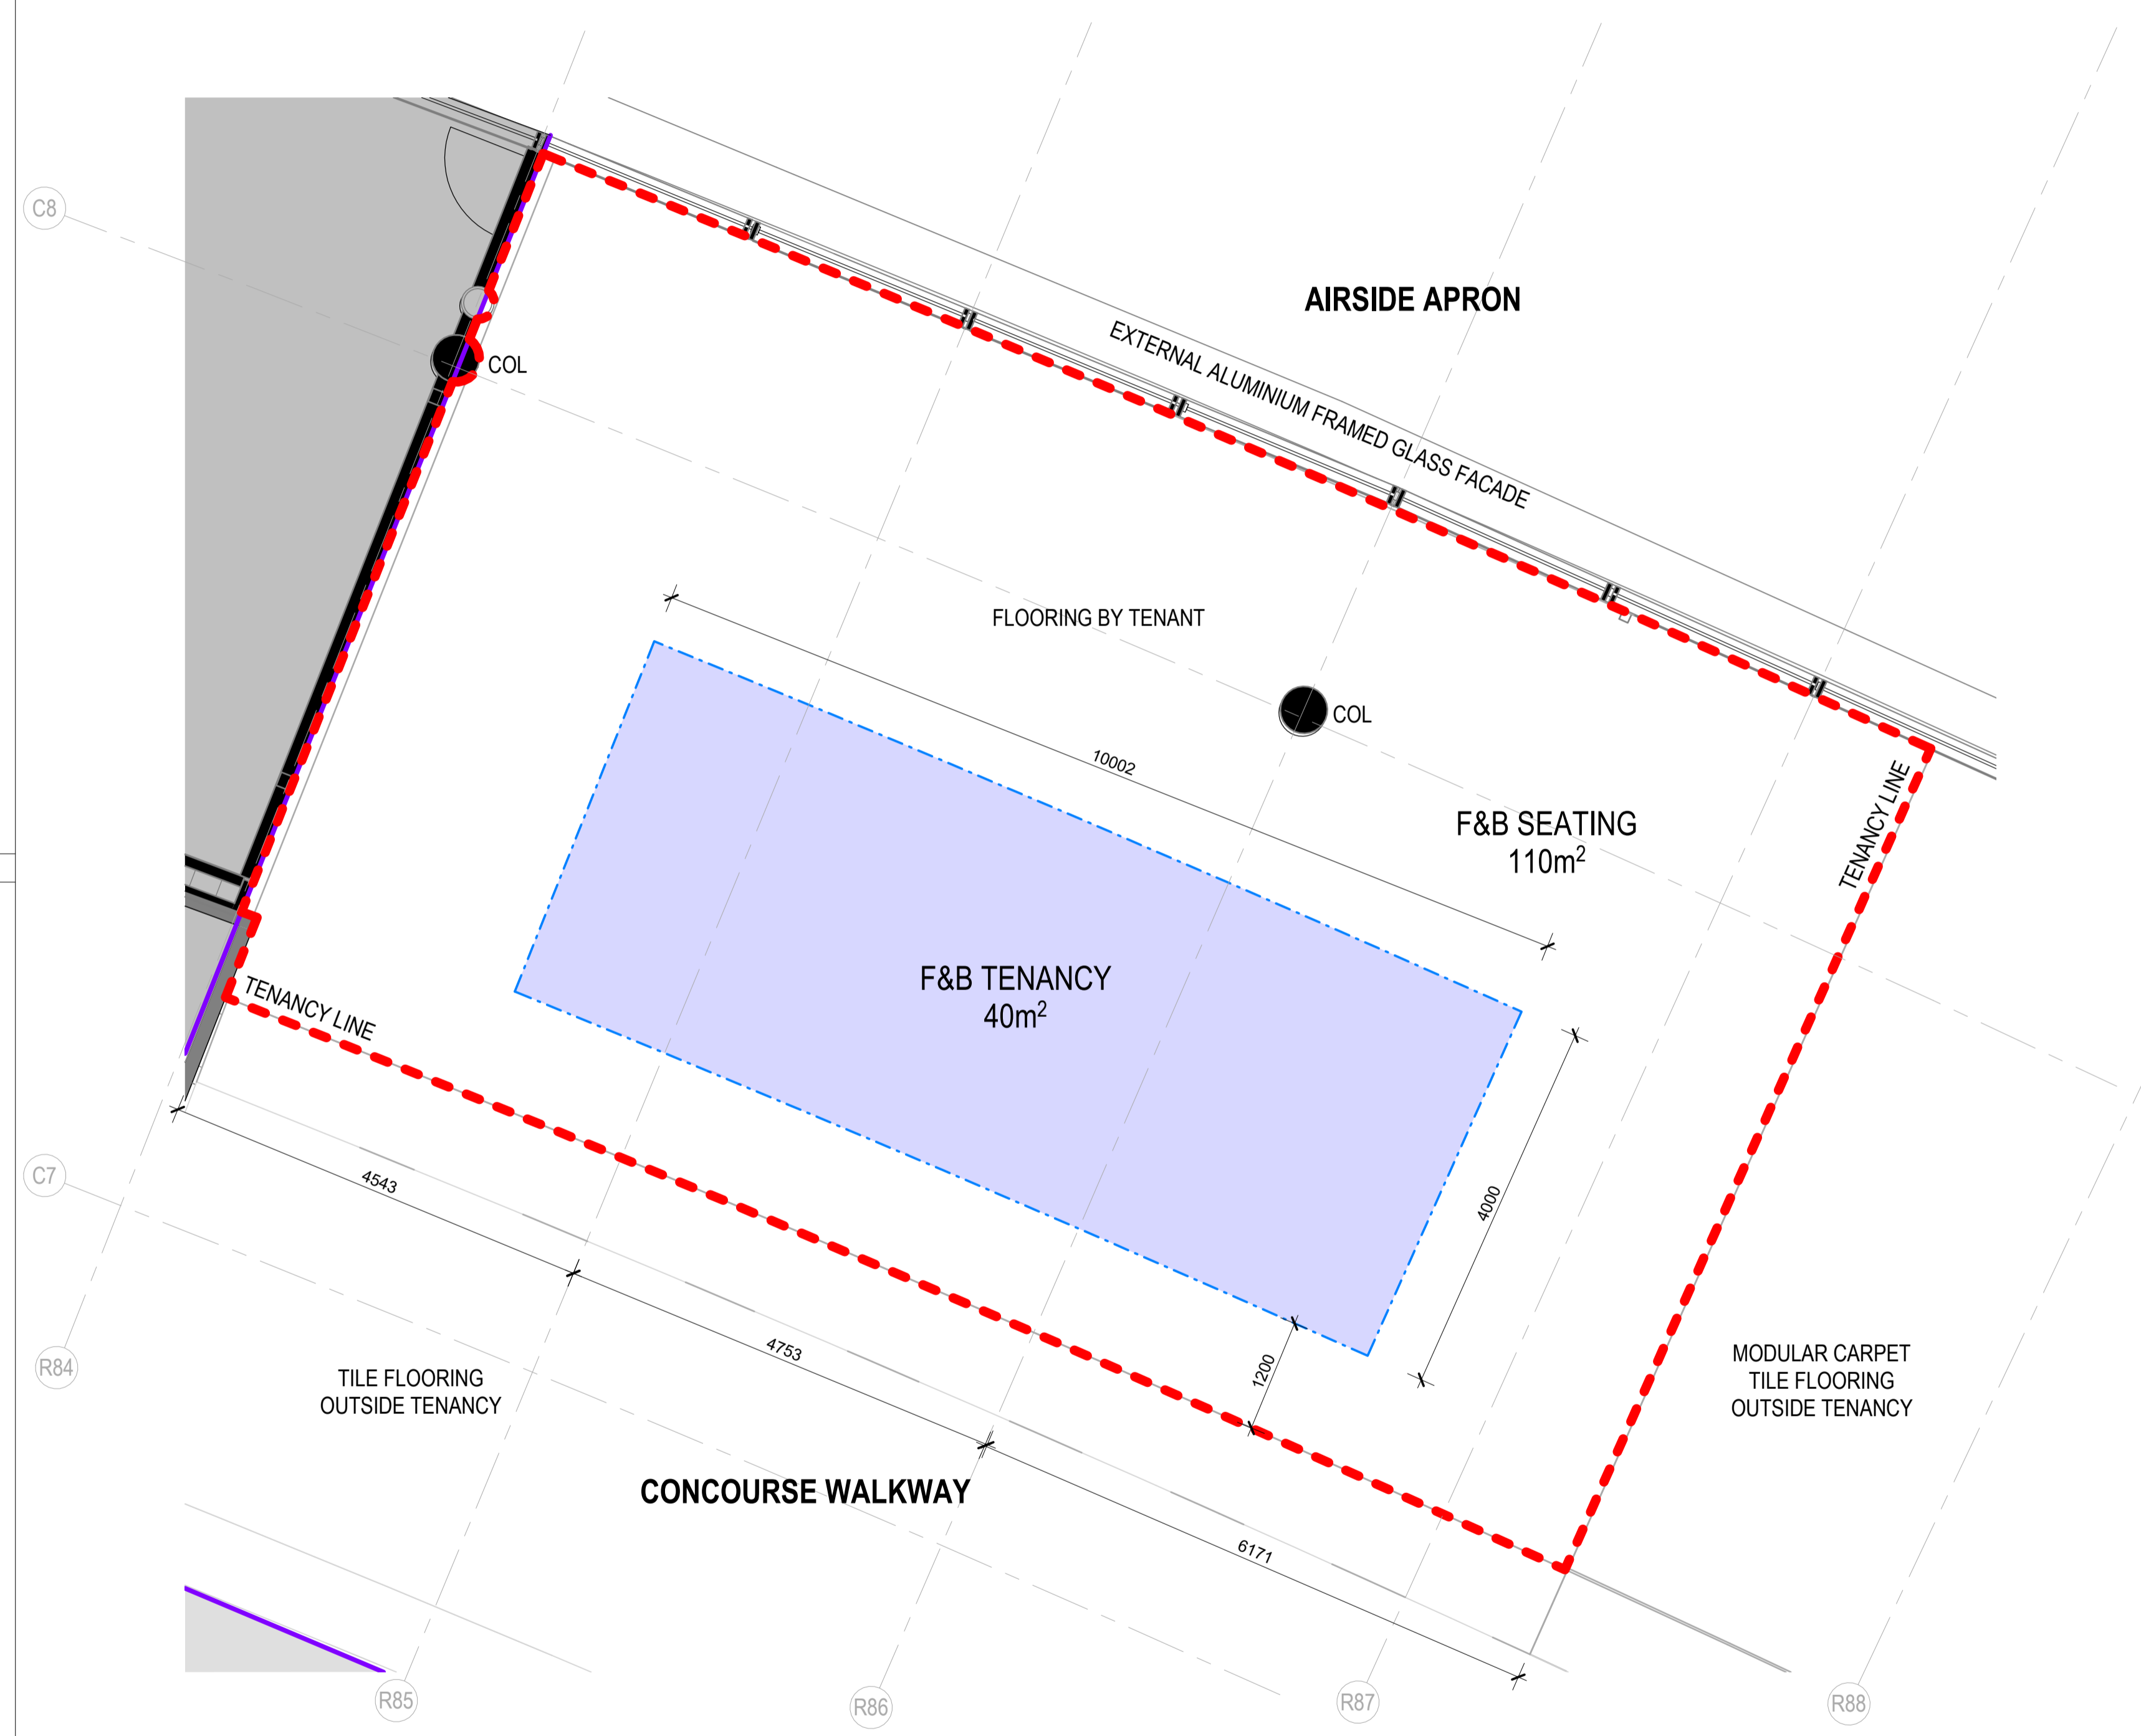 C8
AIRSIDE APRON
EXTERNAL ALUMINIUM FRAMED GLASS FACADE
COL
FLOORING BY TENANT
COL
10002
F&B SEATING
110m²
TENANCY LINE
F&B TENANCY
40m²
TENANCY LINE
C7
4543
4000
4753
1200
R84
TILE FLOORING
OUTSIDE TENANCY
MODULAR CARPET
TILE FLOORING
OUTSIDE TENANCY
CONCOURSE WALKWAY
6171
R85
R86
R87
R88